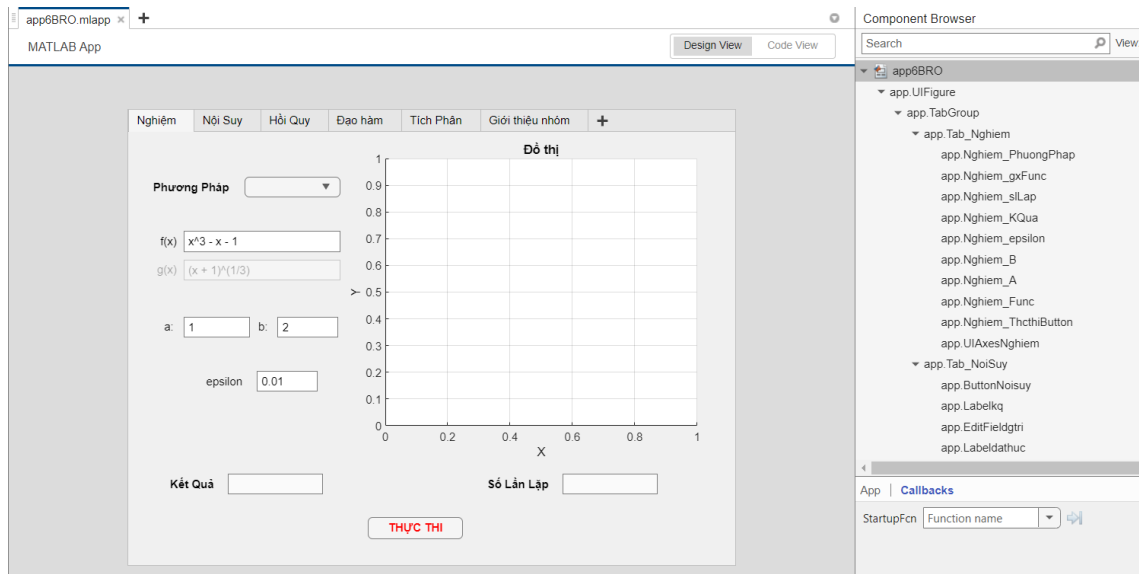 app6BRO.mlapp × +
MATLAB App
Design View Code View
Nghiệm Nội Suy Hồi Quy Đạo hàm Tích Phân Giới thiệu nhóm +
Phương Pháp
f(x) x^3 - x - 1
g(x) (x + 1)^(1/3)
a: 1 b: 2
epsilon 0.01
Đồ thị
1
0.9
0.8
0.7
0.6
Y 0.5
0.4
0.3
0.2
0.1
0
0 0.2 0.4 0.6 0.8 1
X
Kết Quả
Số Lần Lặp
THỰC THI
Component Browser
Search View
app6BRO
app.UIFigure
app.TabGroup
app.Tab_Nghiem
app.Nghiem_PhuongPhap
app.Nghiem_gxFunc
app.Nghiem_slLap
app.Nghiem_KQua
app.Nghiem_epsilon
app.Nghiem_B
app.Nghiem_A
app.Nghiem_Func
app.Nghiem_ThcthiButton
app.UIAxesNghiem
app.Tab_NoiSuy
app.ButtonNoisuy
app.Labelkq
app.EditFieldgtri
app.Labeldathuc
App | Callbacks
StartupFcn Function name